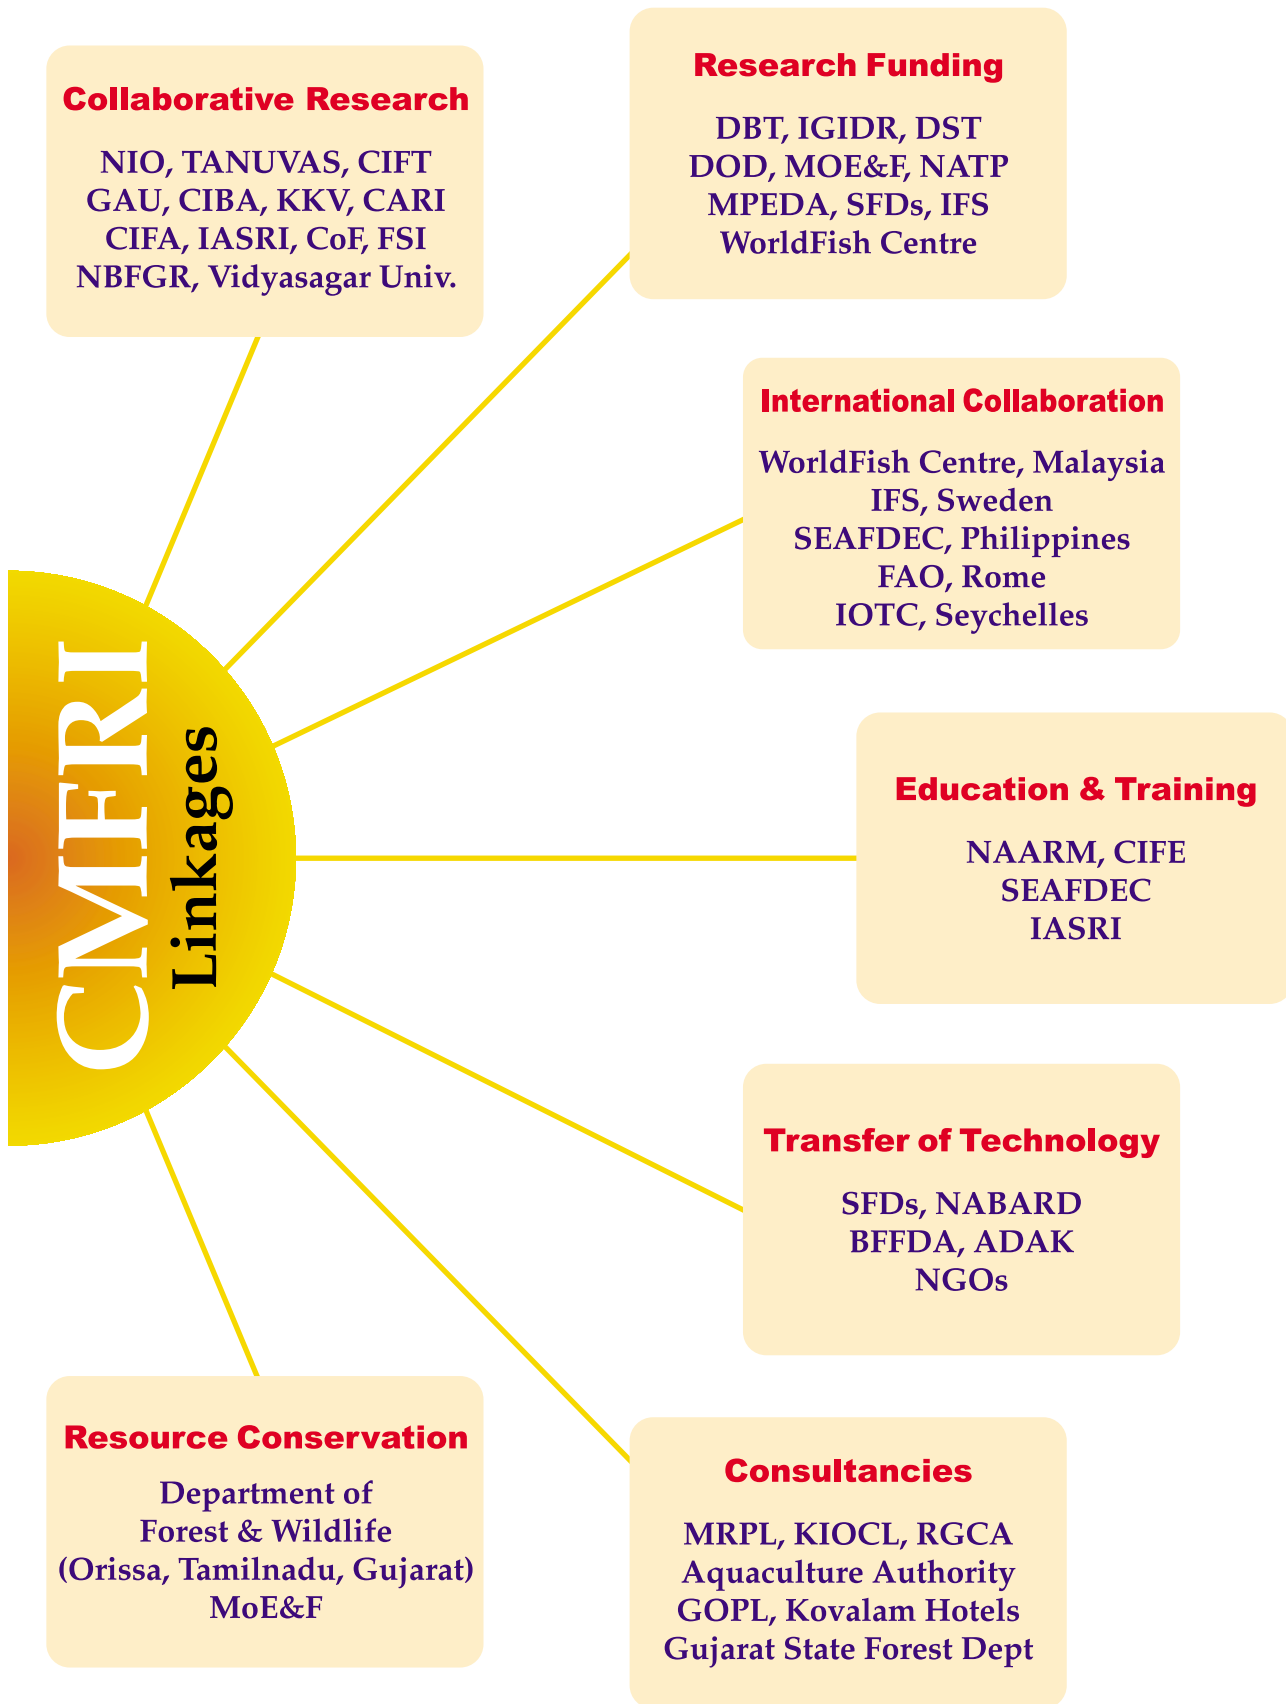 Collaborative Research
NIO, TANUVAS, CIFT
GAU, CIBA, KKV, CARI
CIFA, IASRI, CoF, FSI
NBFGR, Vidyasagar Univ.
Research Funding
DBT, IGIDR, DST
DOD, MOE&F, NATP
MPEDA, SFDs, IFS
WorldFish Centre
International Collaboration
WorldFish Centre, Malaysia
IFS, Sweden
SEAFDEC, Philippines
FAO, Rome
IOTC, Seychelles
CMFRI
Linkages
Education & Training
NAARM, CIFE
SEAFDEC
IASRI
Transfer of Technology
SFDs, NABARD
BFFDA, ADAK
NGOs
Resource Conservation
Department of
Forest & Wildlife
(Orissa, Tamilnadu, Gujarat)
MoE&F
Consultancies
MRPL, KIOCL, RGCA
Aquaculture Authority
GOPL, Kovalam Hotels
Gujarat State Forest Dept